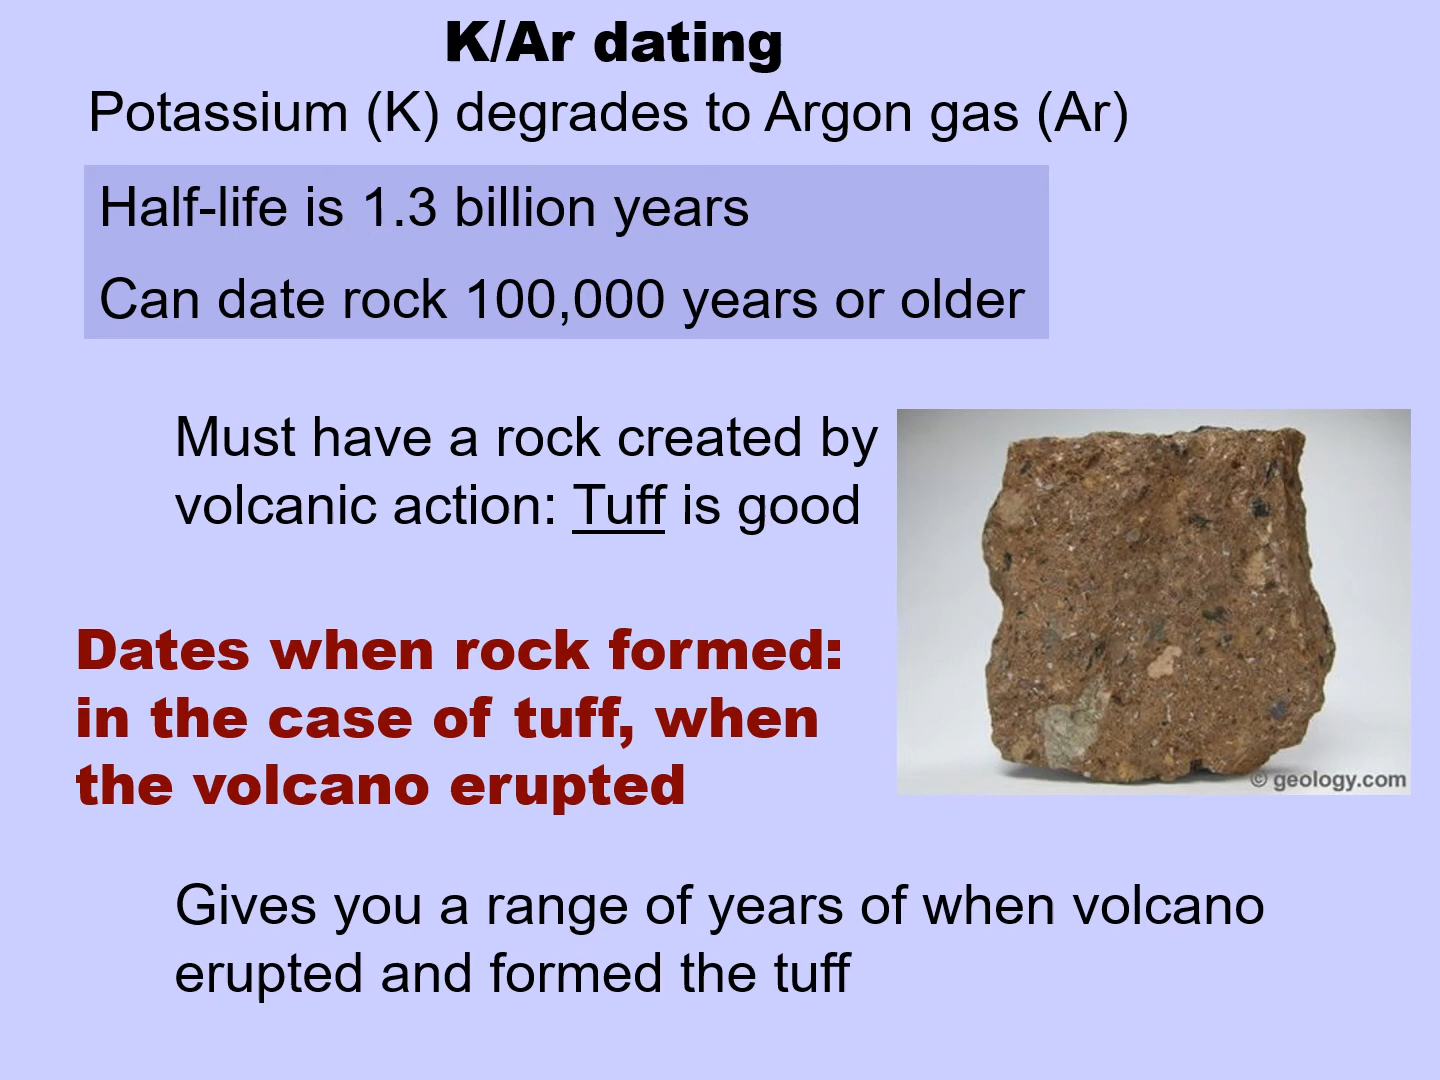 K/Ar dating
Potassium (K) degrades to Argon gas (Ar)
Half-life is 1.3 billion years
Can date rock 100,000 years or older
Must have a rock created by
volcanic action: Tuff is good
Dates when rock formed:
in the case of tuff, when
the volcano erupted
© geology.com
Gives you a range of years of when volcano
erupted and formed the tuff